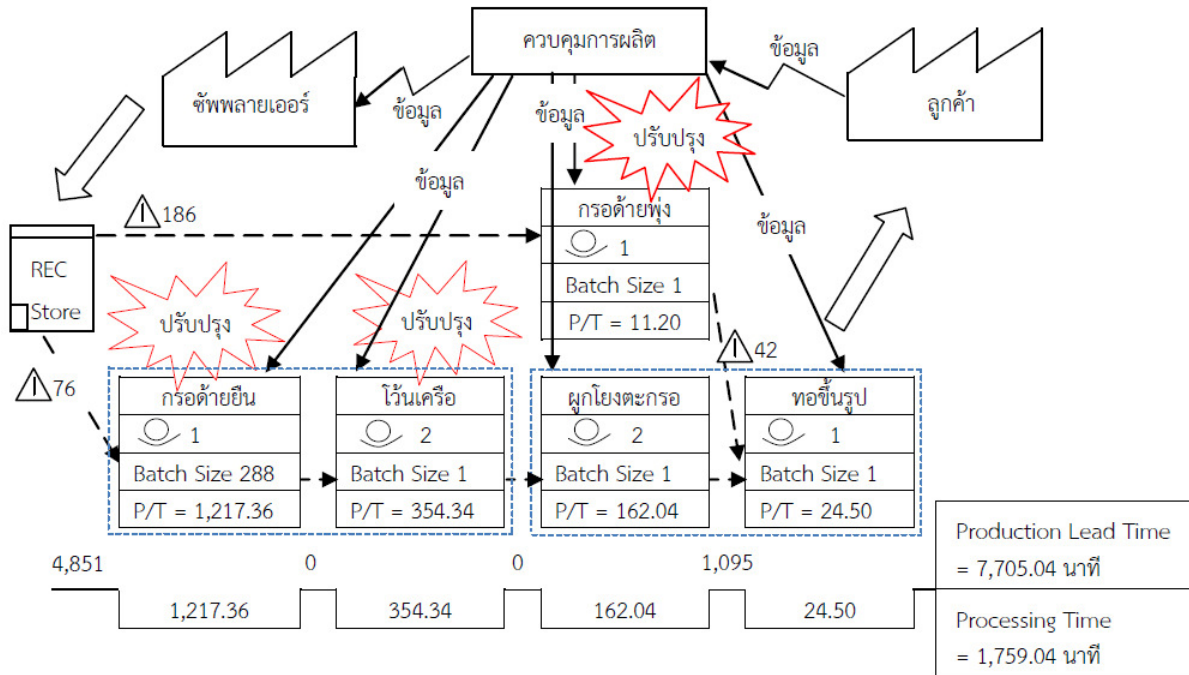 ควบคุมการผลิต
ซัพพลายเออร์
ข้อมูล
ข้อมูล
ลูกค้า
ข้อมูล
ข้อมูล
ข้อมูล
ปรับปรุง
186
กรอด้ายพุ่ง
1
Batch Size 1
P/T = 11.20
REC
Store
ปรับปรุง
ปรับปรุง
76
42
กรอด้ายยืน
1
Batch Size 288
P/T = 1,217.36
โว้นเครือ
2
Batch Size 1
P/T = 354.34
ผูกโยงตะกรอ
2
Batch Size 1
P/T = 162.04
ทอขึ้นรูป
1
Batch Size 1
P/T = 24.50
4,851
0
0
1,095
1,217.36
354.34
162.04
24.50
Production Lead Time
= 7,705.04 นาที
Processing Time
= 1,759.04 นาที